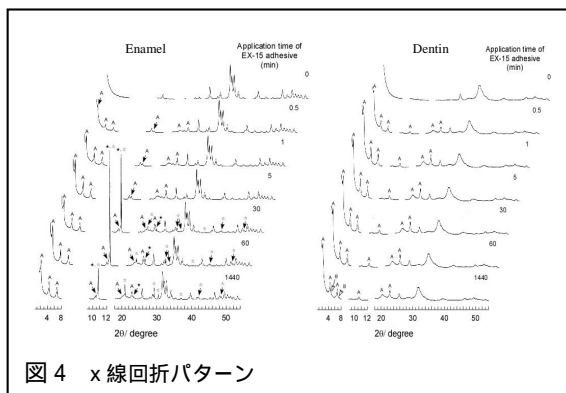 Enamel
Application time of
EX-15 adhesive
(min)
0
0.5
1
5
30
60
1440
A
4 8 10 12 20 30 40 50
2θ/ degree
Dentin
Application time of
EX-15 adhesive
(min)
0
0.5
1
5
30
60
1440
A
B
4 8 10 12 20 30 40 50
2θ/ degree
図 4 x 線回折パターン